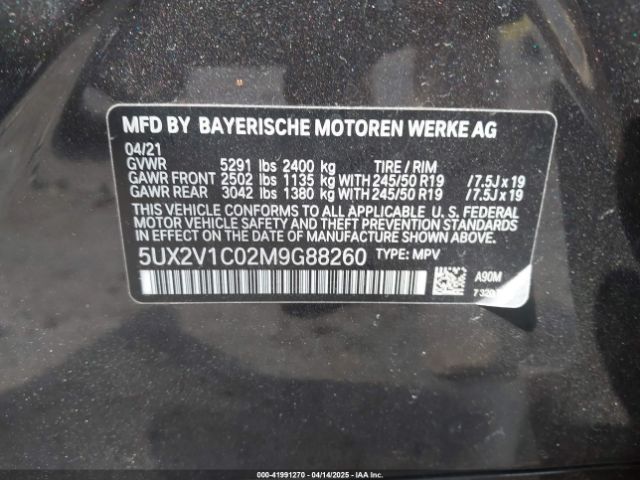 MFD BY BAYERISCHE MOTOREN WERKE AG
04/21
GVWR 5291 lbs 2400 kg TIRE / RIM
GAWR FRONT 2502 lbs 1135 kg WITH 245/50 R19 /7.5J x 19
GAWR REAR 3042 lbs 1380 kg WITH 245/50 R19 /7.5J x 19
THIS VEHICLE CONFORMS TO ALL APPLICABLE U. S. FEDERAL
MOTOR VEHICLE SAFETY, BUMPER, AND THEFT PREVENTION
STANDARDS IN EFFECT ON THE DATE OF MANUFACTURE SHOWN ABOVE.
5UX2V1C02M9G88260 TYPE: MPV
A90M
000-41991270 - 04/14/2025 - IAAI.com